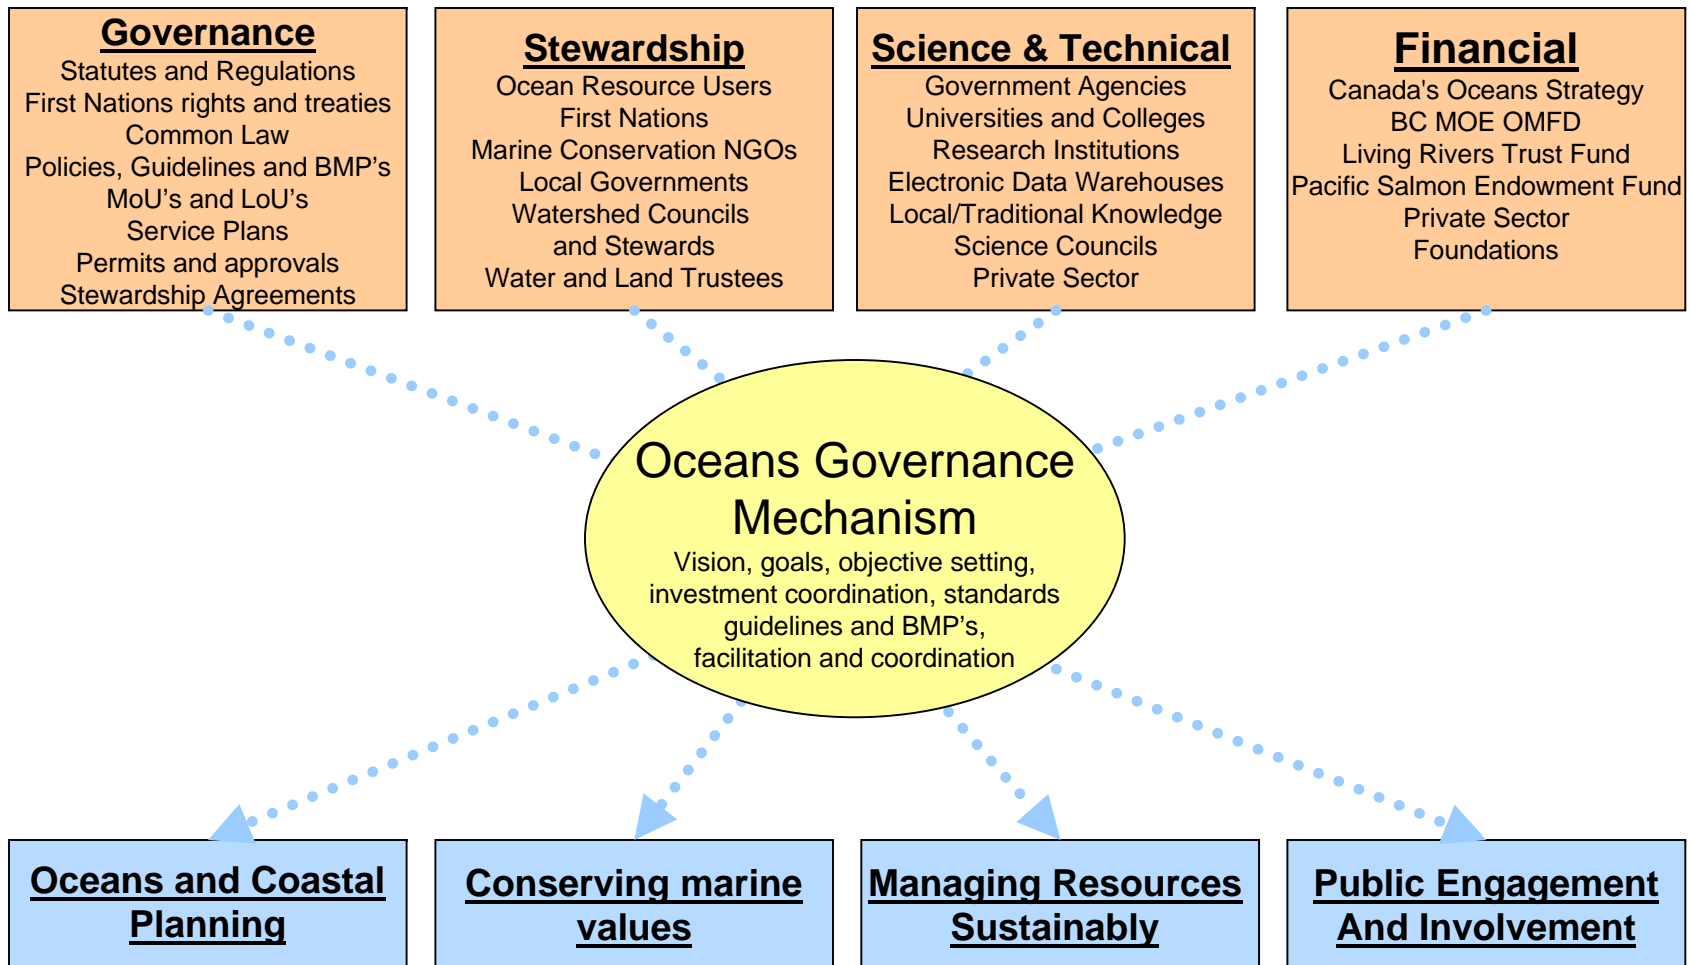 Governance
Statutes and Regulations
First Nations rights and treaties
Common Law
Policies, Guidelines and BMP’s
MoU’s and LoU’s
Service Plans
Permits and approvals
Stewardship Agreements
Stewardship
Ocean Resource Users
First Nations
Marine Conservation NGOs
Local Governments
Watershed Councils
and Stewards
Water and Land Trustees
Science & Technical
Government Agencies
Universities and Colleges
Research Institutions
Electronic Data Warehouses
Local/Traditional Knowledge
Science Councils
Private Sector
Financial
Canada's Oceans Strategy
BC MOE OMFD
Living Rivers Trust Fund
Pacific Salmon Endowment Fund
Private Sector
Foundations
Oceans Governance
Mechanism
Vision, goals, objective setting,
investment coordination, standards
guidelines and BMP’s,
facilitation and coordination
Oceans and Coastal
Planning
Conserving marine
values
Managing Resources
Sustainably
Public Engagement
And Involvement